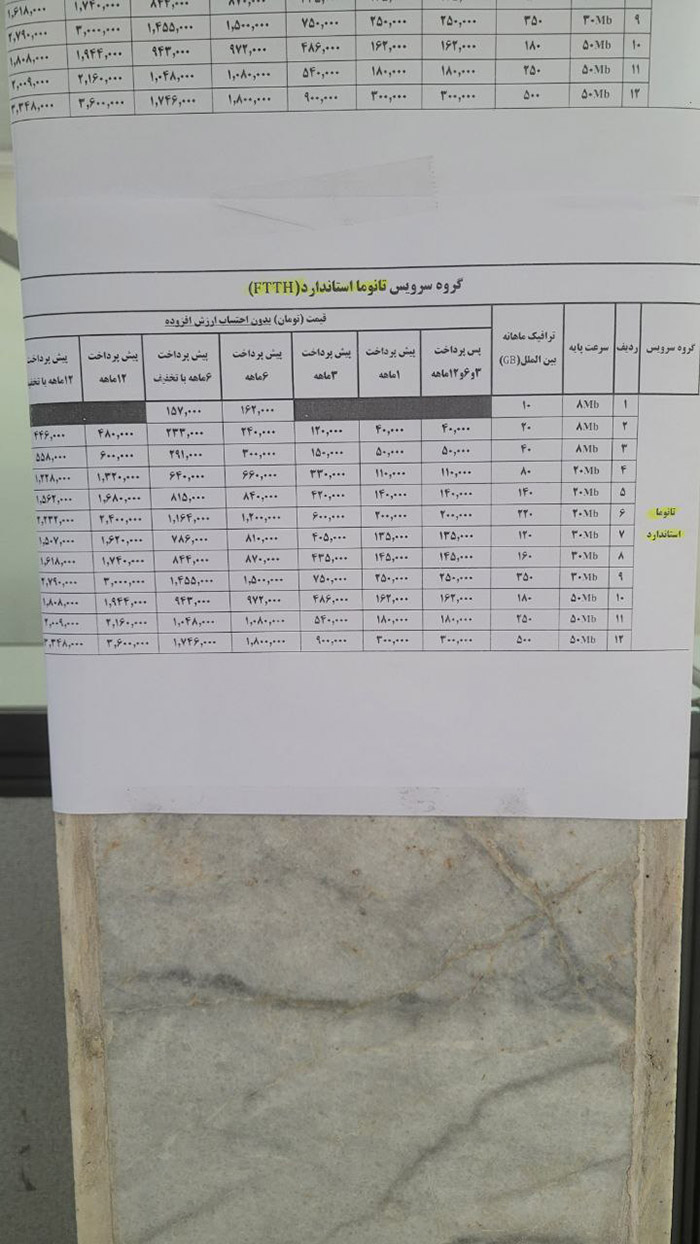 ۹ ۳۰Mb ۳۵۰ ۲۵۰,۰۰۰ ۲۵۰,۰۰۰ ۷۵۰,۰۰۰ ۱,۵۰۰,۰۰۰ ۱,۴۵۵,۰۰۰ ۳,۰۰۰,۰۰۰ ۲,۷۹۰,۰۰۰
۱۰ ۵۰Mb ۱۸۰ ۱۶۲,۰۰۰ ۱۶۲,۰۰۰ ۴۸۶,۰۰۰ ۹۷۲,۰۰۰ ۹۴۳,۰۰۰ ۱,۹۴۴,۰۰۰ ۱,۸۰۸,۰۰۰
۱۱ ۵۰Mb ۲۵۰ ۱۸۰,۰۰۰ ۱۸۰,۰۰۰ ۵۴۰,۰۰۰ ۱,۰۸۰,۰۰۰ ۱,۰۴۸,۰۰۰ ۲,۱۶۰,۰۰۰ ۲,۰۰۹,۰۰۰
۱۲ ۵۰Mb ۵۰۰ ۳۰۰,۰۰۰ ۳۰۰,۰۰۰ ۹۰۰,۰۰۰ ۱,۸۰۰,۰۰۰ ۱,۷۴۶,۰۰۰ ۳,۶۰۰,۰۰۰ ۳,۳۴۸,۰۰۰
گروه سرویس تانوما استاندارد(FTTH)
قیمت (تومان) بدون احتساب ارزش افزوده
گروه سرویس ردیف سرعت پایه ترافیک ماهانه بین الملل(GB) پس پرداخت ۳و۶و۱۲ماهه پیش پرداخت ۱ماهه پیش پرداخت ۳ماهه پیش پرداخت ۶ماهه پیش پرداخت ۶ماهه با تخفیف پیش پرداخت ۱۲ماهه پیش پرداخت ۱۲ماهه با
۱ ۸Mb ۱۰ ۱۶۲,۰۰۰ ۱۵۷,۰۰۰
۲ ۸Mb ۲۰ ۴۰,۰۰۰ ۴۰,۰۰۰ ۱۲۰,۰۰۰ ۲۴۰,۰۰۰ ۲۳۳,۰۰۰ ۴۸۰,۰۰۰ ۴۴۶,۰۰۰
۳ ۸Mb ۴۰ ۵۰,۰۰۰ ۵۰,۰۰۰ ۱۵۰,۰۰۰ ۳۰۰,۰۰۰ ۲۹۱,۰۰۰ ۶۰۰,۰۰۰ ۵۵۸,۰۰۰
۴ ۲۰Mb ۸۰ ۱۱۰,۰۰۰ ۱۱۰,۰۰۰ ۳۳۰,۰۰۰ ۶۶۰,۰۰۰ ۶۴۰,۰۰۰ ۱,۳۲۰,۰۰۰ ۱,۲۲۸,۰۰۰
۵ ۲۰Mb ۱۴۰ ۱۴۰,۰۰۰ ۱۴۰,۰۰۰ ۴۲۰,۰۰۰ ۸۴۰,۰۰۰ ۸۱۵,۰۰۰ ۱,۶۸۰,۰۰۰ ۱,۵۶۲,۰۰۰
تانوما ۶ ۲۰Mb ۲۲۰ ۲۰۰,۰۰۰ ۲۰۰,۰۰۰ ۶۰۰,۰۰۰ ۱,۲۰۰,۰۰۰ ۱,۱۶۴,۰۰۰ ۲,۴۰۰,۰۰۰ ۲,۲۳۲,۰۰۰
استاندارد ۷ ۳۰Mb ۱۲۰ ۱۳۵,۰۰۰ ۱۳۵,۰۰۰ ۴۰۵,۰۰۰ ۸۱۰,۰۰۰ ۷۸۶,۰۰۰ ۱,۶۲۰,۰۰۰ ۱,۵۰۷,۰۰۰
۸ ۳۰Mb ۱۶۰ ۱۴۵,۰۰۰ ۱۴۵,۰۰۰ ۴۳۵,۰۰۰ ۸۷۰,۰۰۰ ۸۴۴,۰۰۰ ۱,۷۴۰,۰۰۰ ۱,۶۱۸,۰۰۰
۹ ۳۰Mb ۳۵۰ ۲۵۰,۰۰۰ ۲۵۰,۰۰۰ ۷۵۰,۰۰۰ ۱,۵۰۰,۰۰۰ ۱,۴۵۵,۰۰۰ ۳,۰۰۰,۰۰۰ ۲,۷۹۰,۰۰۰
۱۰ ۵۰Mb ۱۸۰ ۱۶۲,۰۰۰ ۱۶۲,۰۰۰ ۴۸۶,۰۰۰ ۹۷۲,۰۰۰ ۹۴۳,۰۰۰ ۱,۹۴۴,۰۰۰ ۱,۸۰۸,۰۰۰
۱۱ ۵۰Mb ۲۵۰ ۱۸۰,۰۰۰ ۱۸۰,۰۰۰ ۵۴۰,۰۰۰ ۱,۰۸۰,۰۰۰ ۱,۰۴۸,۰۰۰ ۲,۱۶۰,۰۰۰ ۲,۰۰۹,۰۰۰
۱۲ ۵۰Mb ۵۰۰ ۳۰۰,۰۰۰ ۳۰۰,۰۰۰ ۹۰۰,۰۰۰ ۱,۸۰۰,۰۰۰ ۱,۷۴۶,۰۰۰ ۳,۶۰۰,۰۰۰ ۳,۳۴۸,۰۰۰